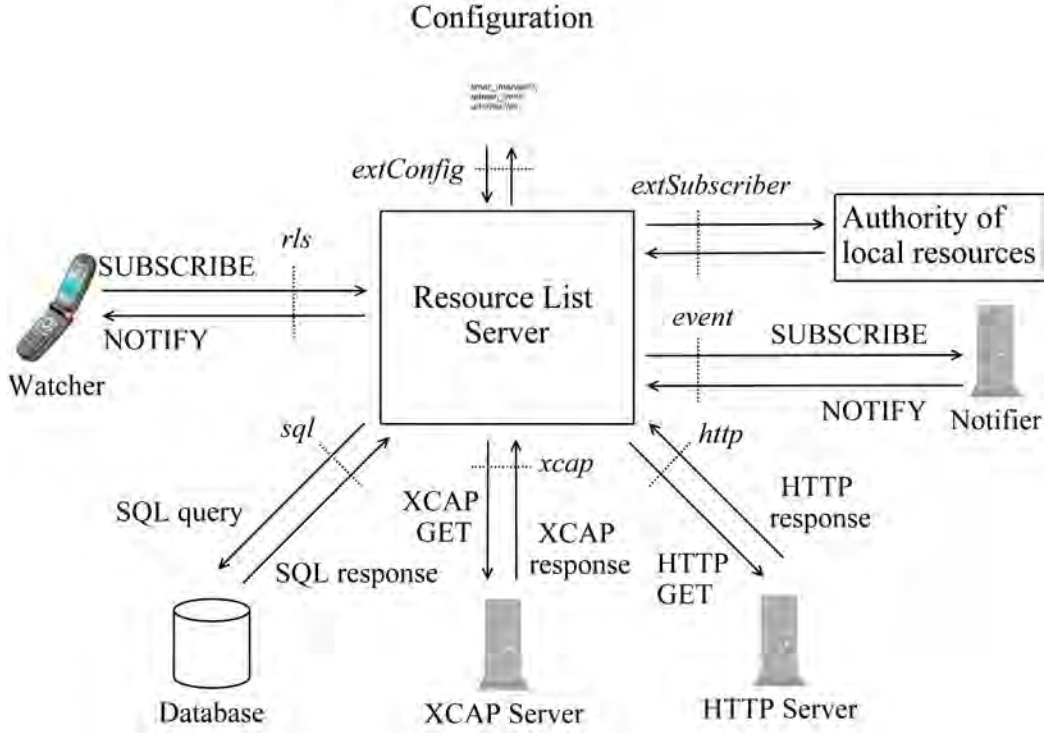 Configuration
extConfig
extSubscriber
Authority of
local resources
rls
SUBSCRIBE
NOTIFY
Watcher
Resource List
Server
event
SUBSCRIBE
NOTIFY
Notifier
sql
SQL query
SQL response
Database
xcap
XCAP
GET
XCAP
response
XCAP Server
http
HTTP
response
HTTP
GET
HTTP Server